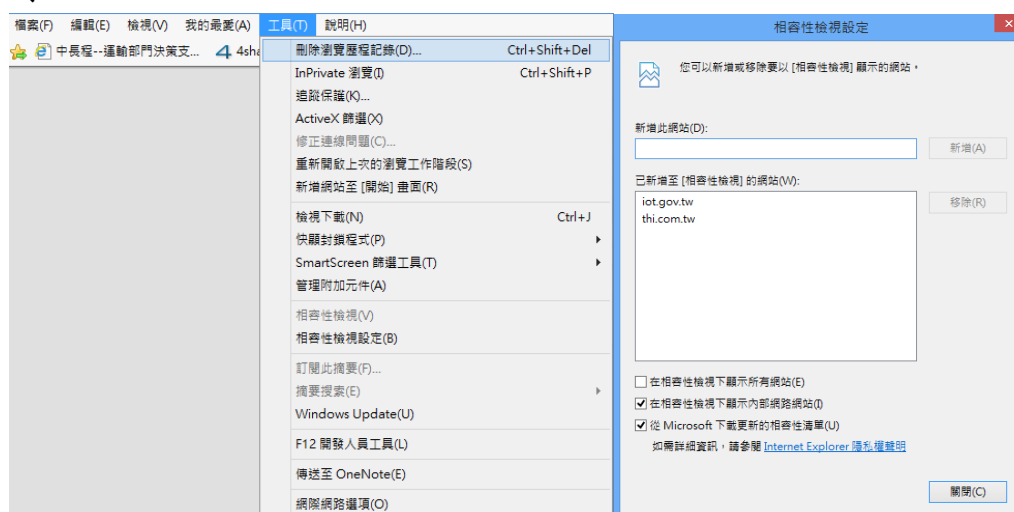 檔案(F) 編輯(E) 檢視(V) 我的最愛(A) 工具(T) 說明(H)
中長程--運輸部門決策支... 4sha
刪除瀏覽歷程記錄(D)... Ctrl+Shift+Del
InPrivate 瀏覽(I) Ctrl+Shift+P
追蹤保護(K)...
ActiveX 篩選(X)
修正連線問題(C)...
重新開啟上次的瀏覽工作階段(S)
新增網站至 [開始] 畫面(R)
檢視下載(N) Ctrl+J
快顯封鎖程式(P)
SmartScreen 篩選工具(T)
管理附加元件(A)
相容性檢視(V)
相容性檢視設定(B)
訂閱此摘要(F)...
摘要搜索(E)
Windows Update(U)
F12 開發人員工具(L)
傳送至 OneNote(E)
網際網路選項(O)
相容性檢視設定
您可以新增或移除要以 [相容性檢視] 顯示的網站。
新增此網站(D):
新增(A)
已新增至 [相容性檢視] 的網站(W):
iot.gov.tw
thi.com.tw
移除(R)
在相容性檢視下顯示所有網站(E)
在相容性檢視下顯示內部網路網站(I)
從 Microsoft 下載更新的相容性清單(U)
如需詳細資訊，請參閱 Internet Explorer 隱私權聲明
關閉(C)